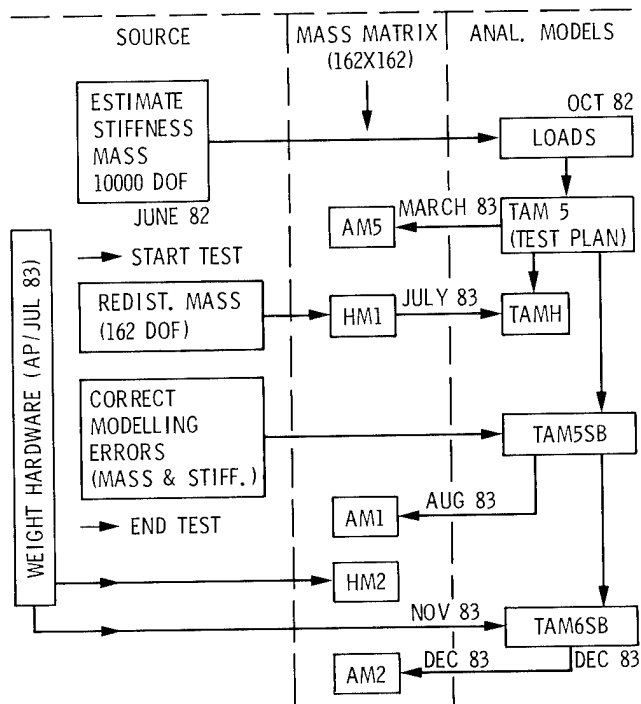 SOURCE
MASS MATRIX
(162X162)
ANAL. MODELS
ESTIMATE
STIFFNESS
MASS
10000 DOF
JUNE 82
OCT 82
LOADS
MARCH 83
AM5
TAM 5
(TEST PLAN)
START TEST
WEIGHT HARDWARE (AP/JUL 83)
REDIST. MASS
(162 DOF)
HM1
JULY 83
TAMH
CORRECT
MODELLING
ERRORS
(MASS & STIFF.)
TAM5SB
END TEST
AM1
AUG 83
HM2
NOV 83
TAM6SB
AM2
DEC 83
DEC 83